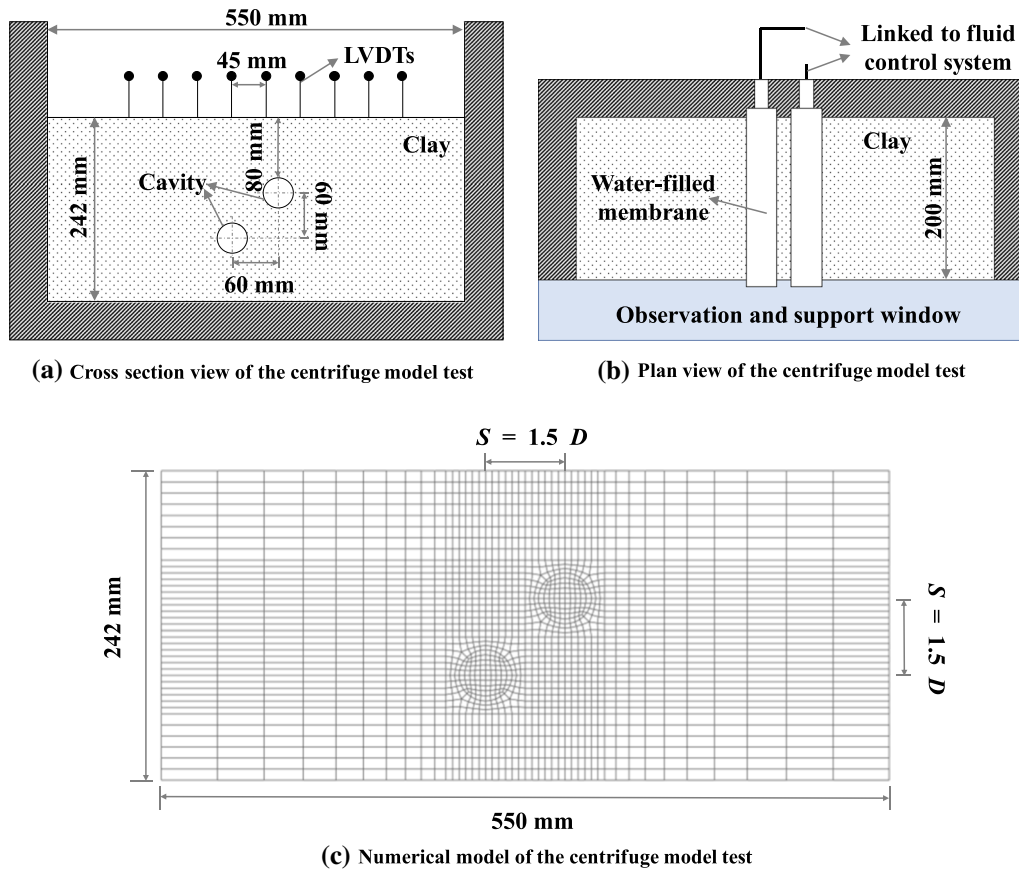 550 mm
45 mm
LVDTs
Clay
80 mm
Cavity
242 mm
60 mm
60 mm
(a) Cross section view of the centrifuge model test
Linked to fluid
control system
Clay
Water-filled
membrane
200 mm
Observation and support window
(b) Plan view of the centrifuge model test
S = 1.5 D
242 mm
S = 1.5 D
550 mm
(c) Numerical model of the centrifuge model test